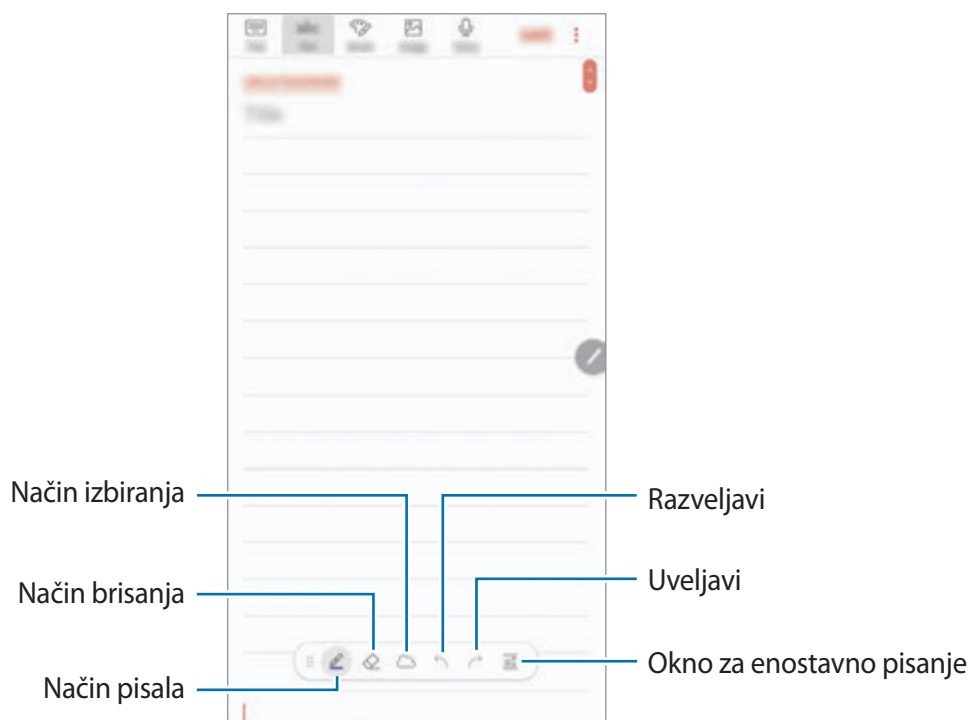 Način izbiranja
Način brisanja
Način pisala
Razveljavi
Uveljavi
Okno za enostavno pisanje